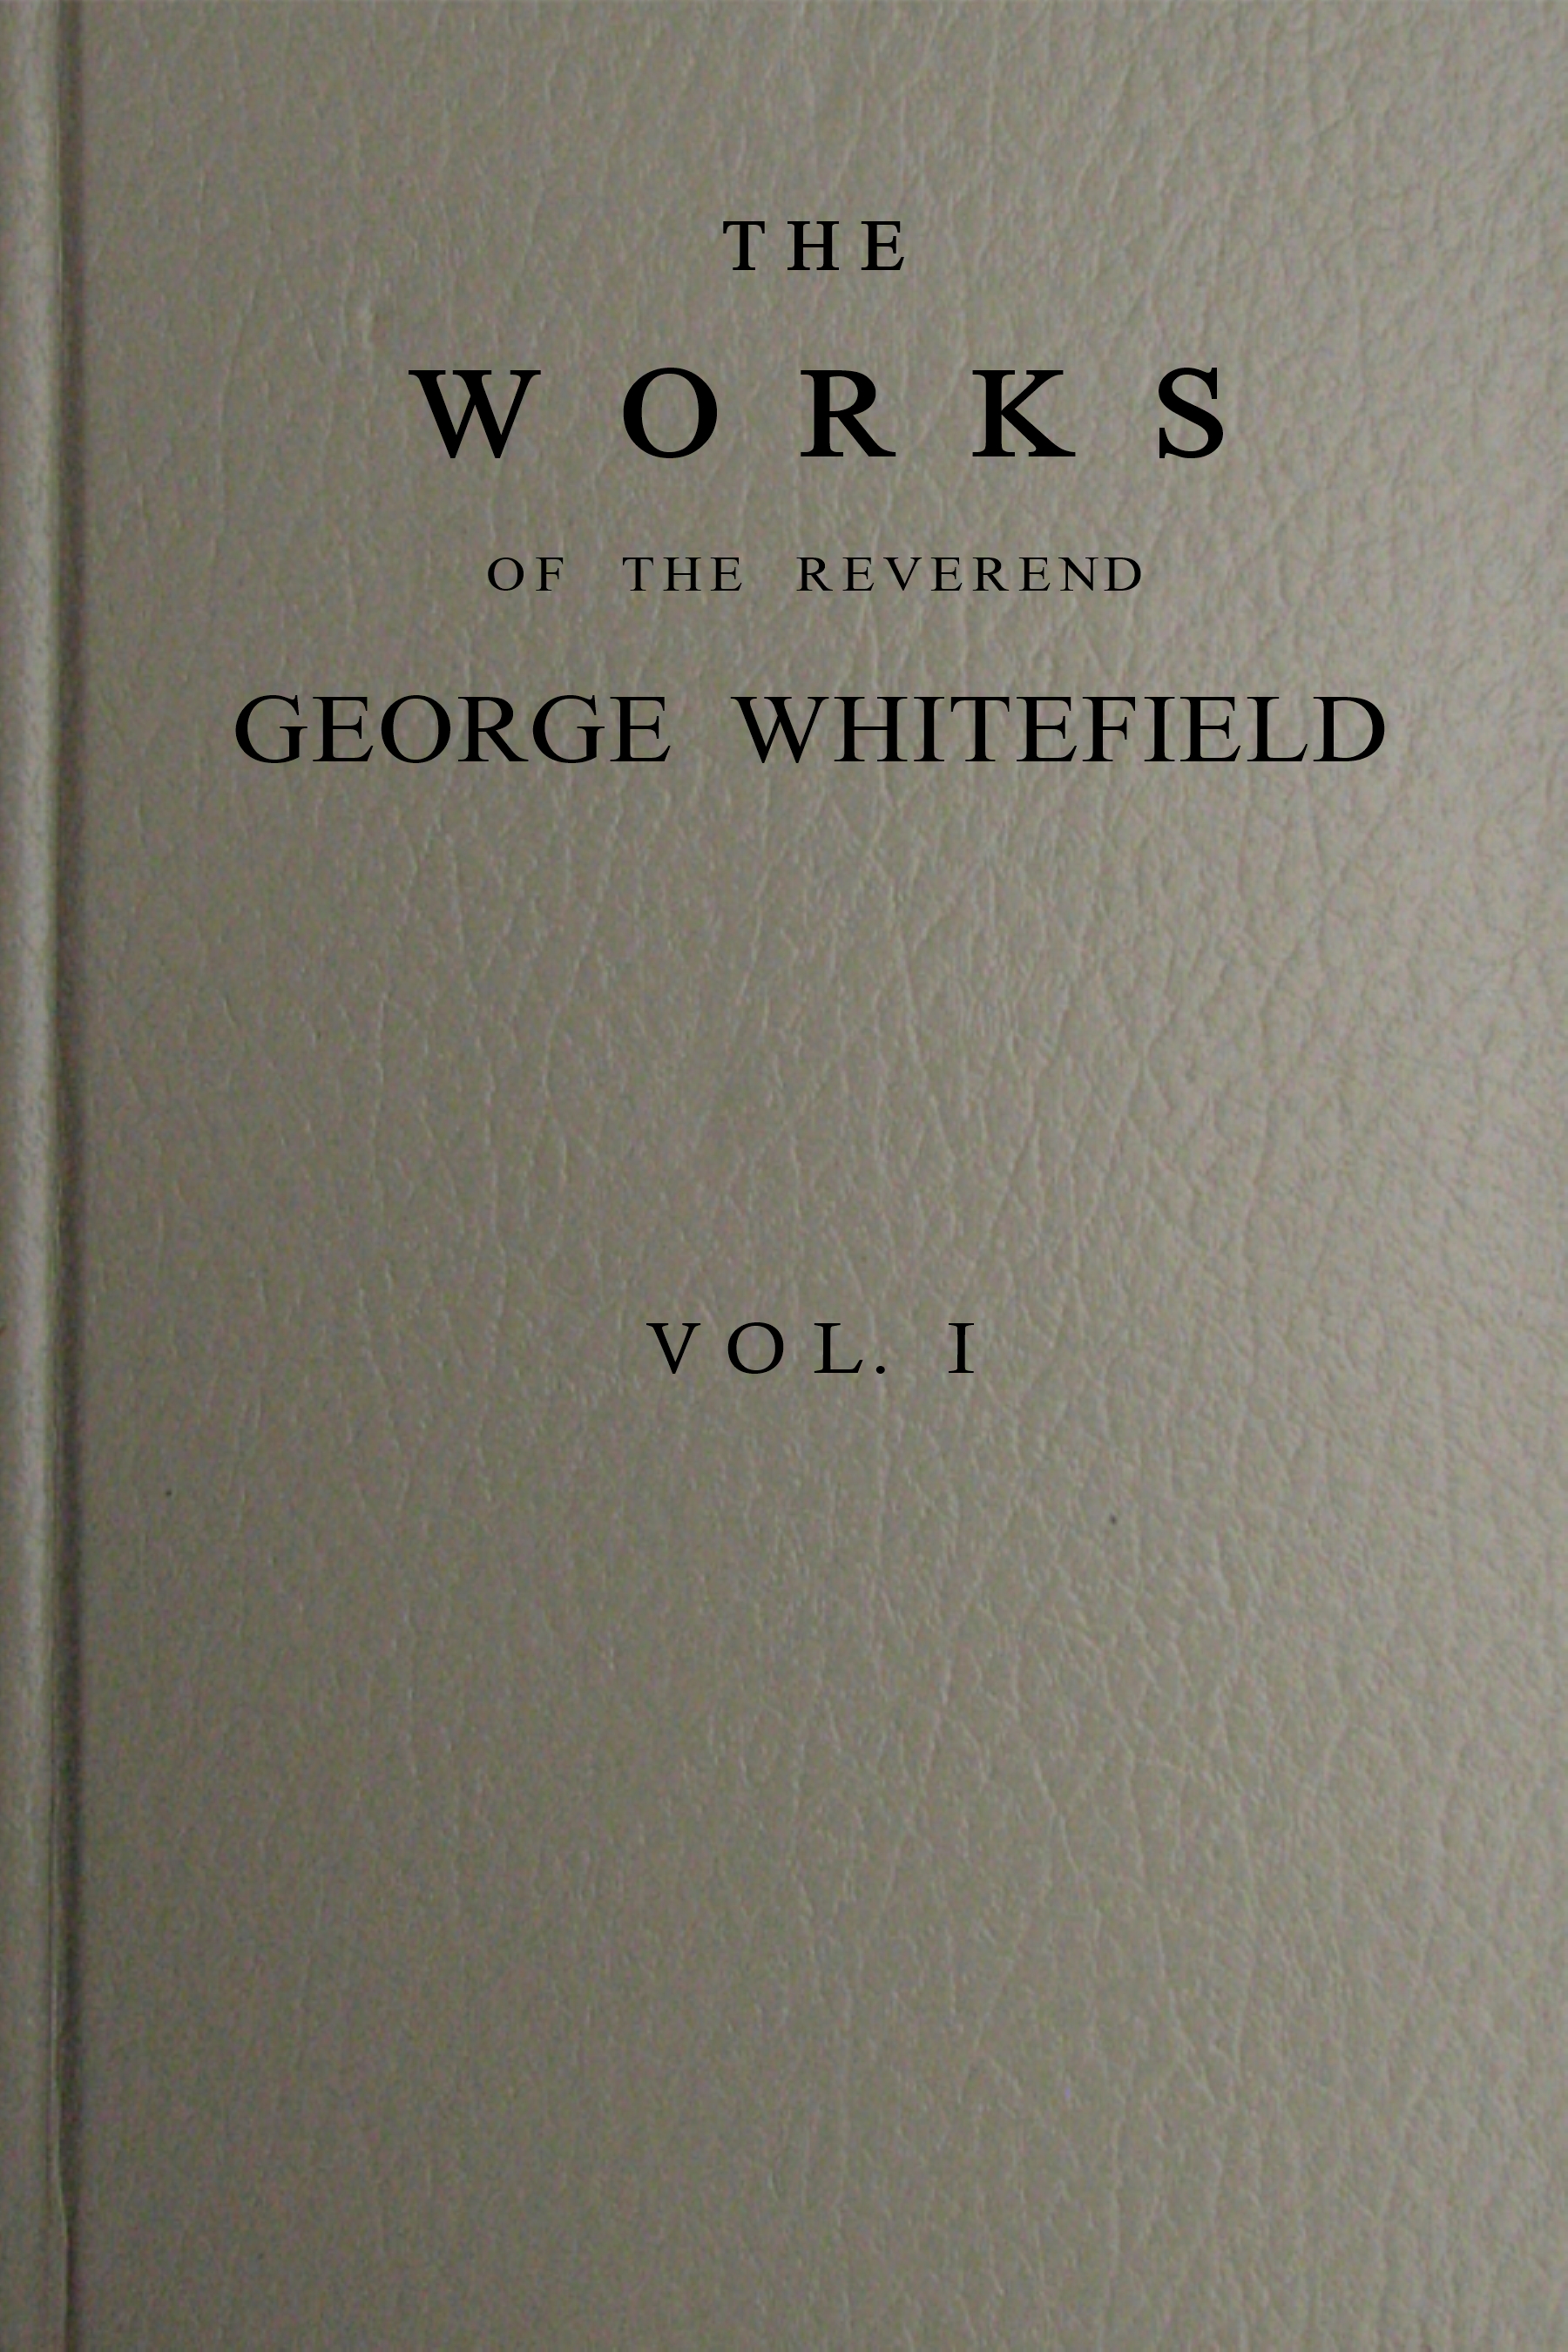 THE
WORKS
OF THE REVEREND
GEORGE WHITEFIELD
VOL. I